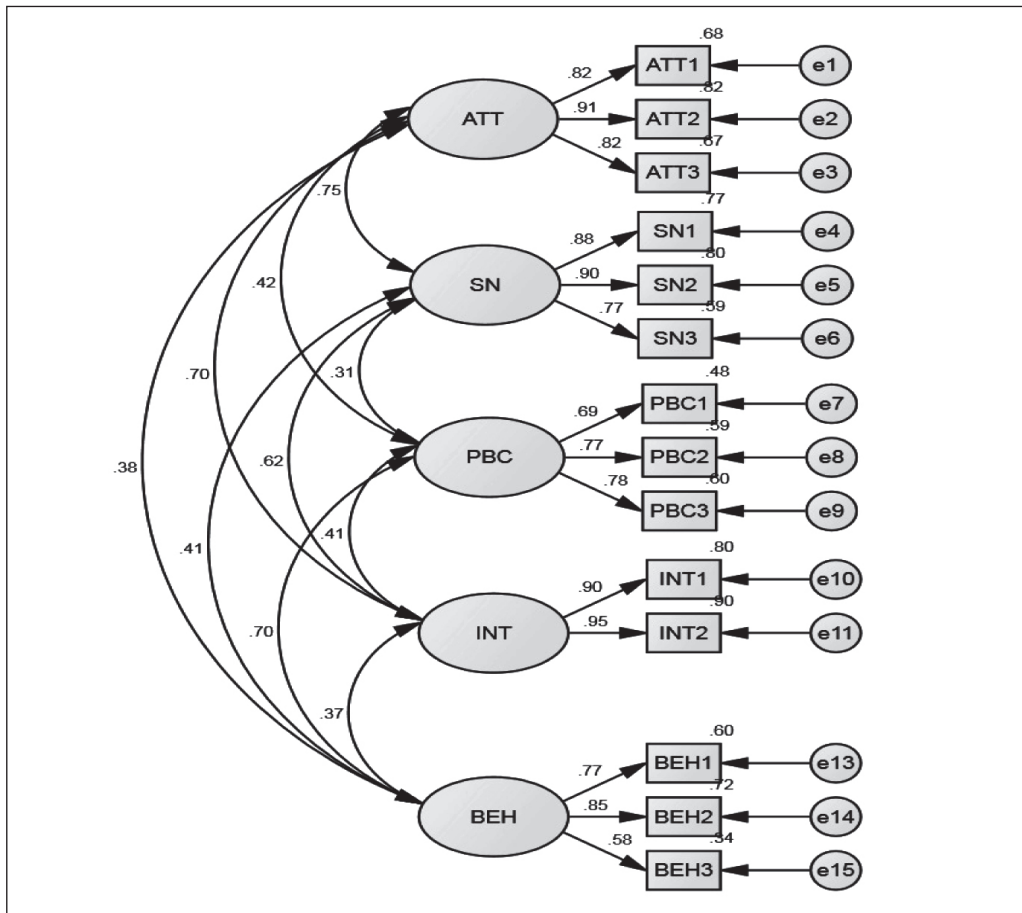 .68
.82 ATT1 e1
.82
ATT .91 ATT2 e2
.67
.82 ATT3 e3
.75
.77
.88 SN1 e4
.80
SN .90 SN2 e5
.59
.77 SN3 e6
.42
.70 .31
.48
.69 PBC1 e7
.59
PBC .77 PBC2 e8
.60
.78 PBC3 e9
.38 .62
.41 .41
.80
.90 INT1 e10
.90
INT .95 INT2 e11
.70
.37
.60
.77 BEH1 e13
.72
BEH .85 BEH2 e14
.34
.58 BEH3 e15